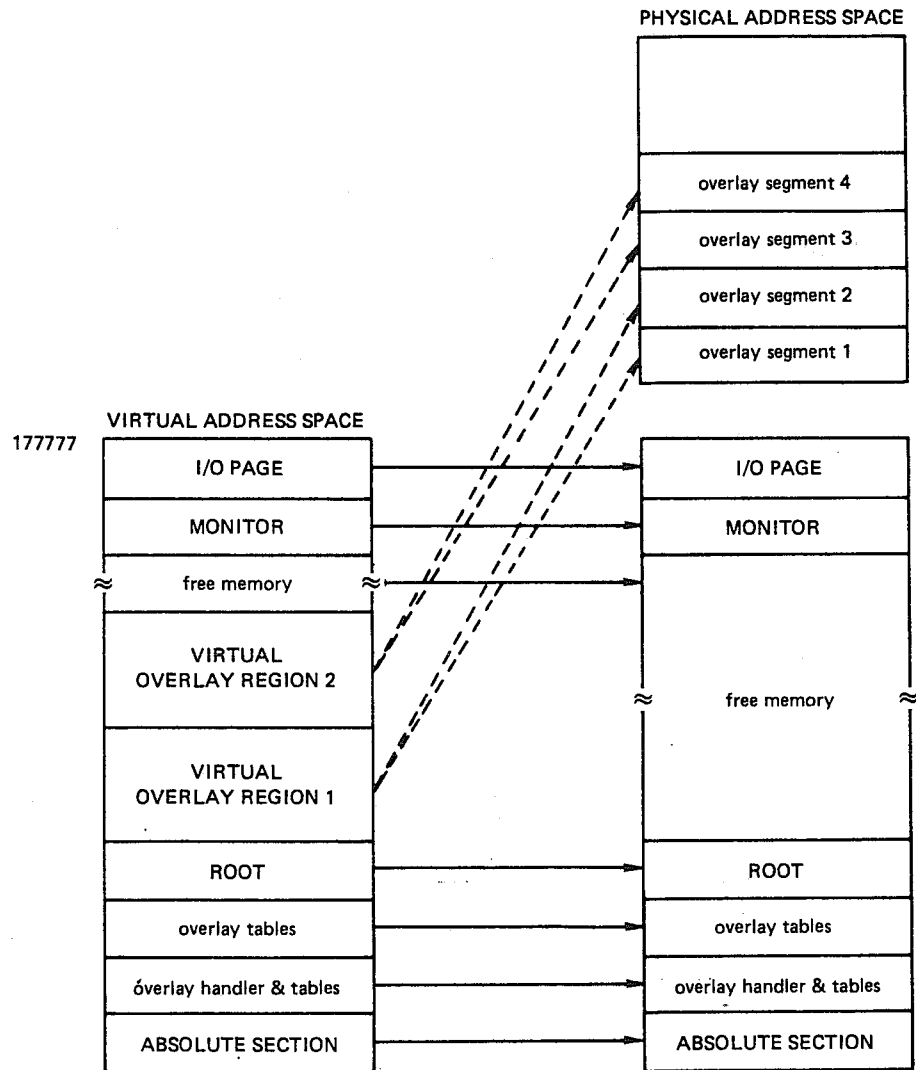 PHYSICAL ADDRESS SPACE
overlay segment 4
overlay segment 3
overlay segment 2
overlay segment 1
VIRTUAL ADDRESS SPACE
177777
I/O PAGE
MONITOR
free memory
VIRTUAL
OVERLAY REGION 2
VIRTUAL
OVERLAY REGION 1
ROOT
overlay tables
overlay handler & tables
ABSOLUTE SECTION
I/O PAGE
MONITOR
free memory
ROOT
overlay tables
overlay handler & tables
ABSOLUTE SECTION